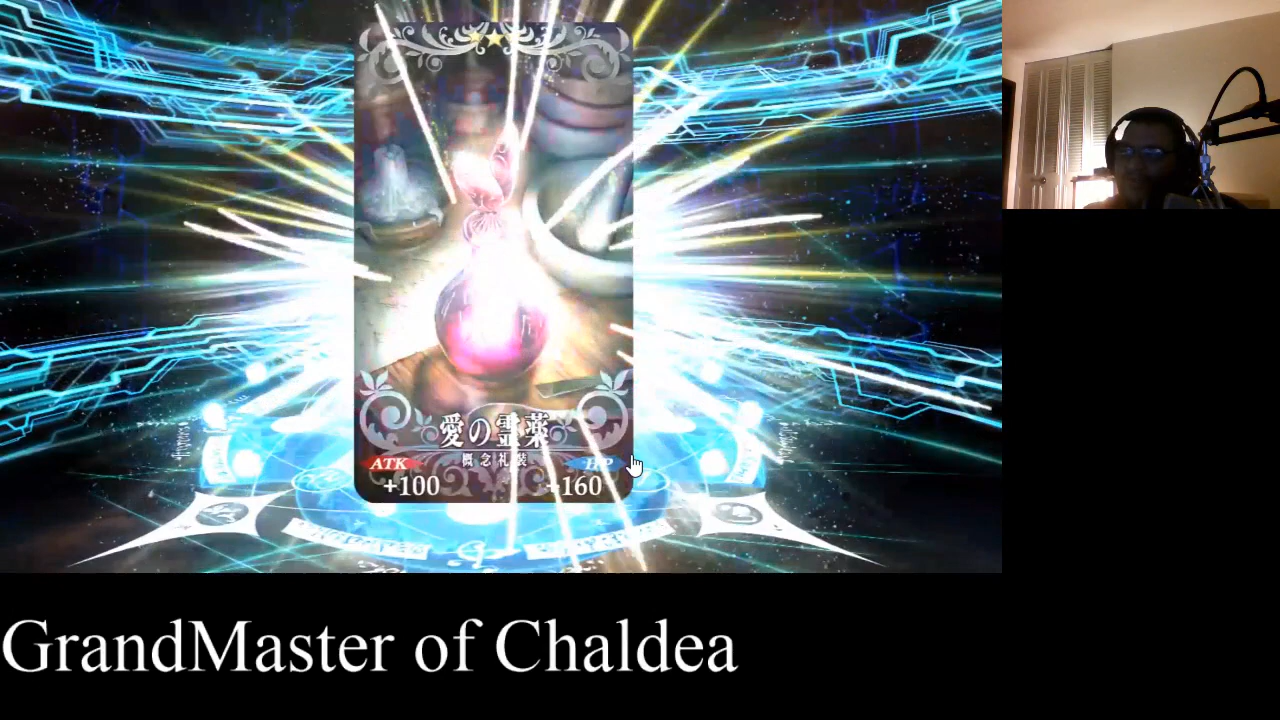 愛の霊薬
概念礼装
ATK HP
+100 +160
GrandMaster of Chaldea